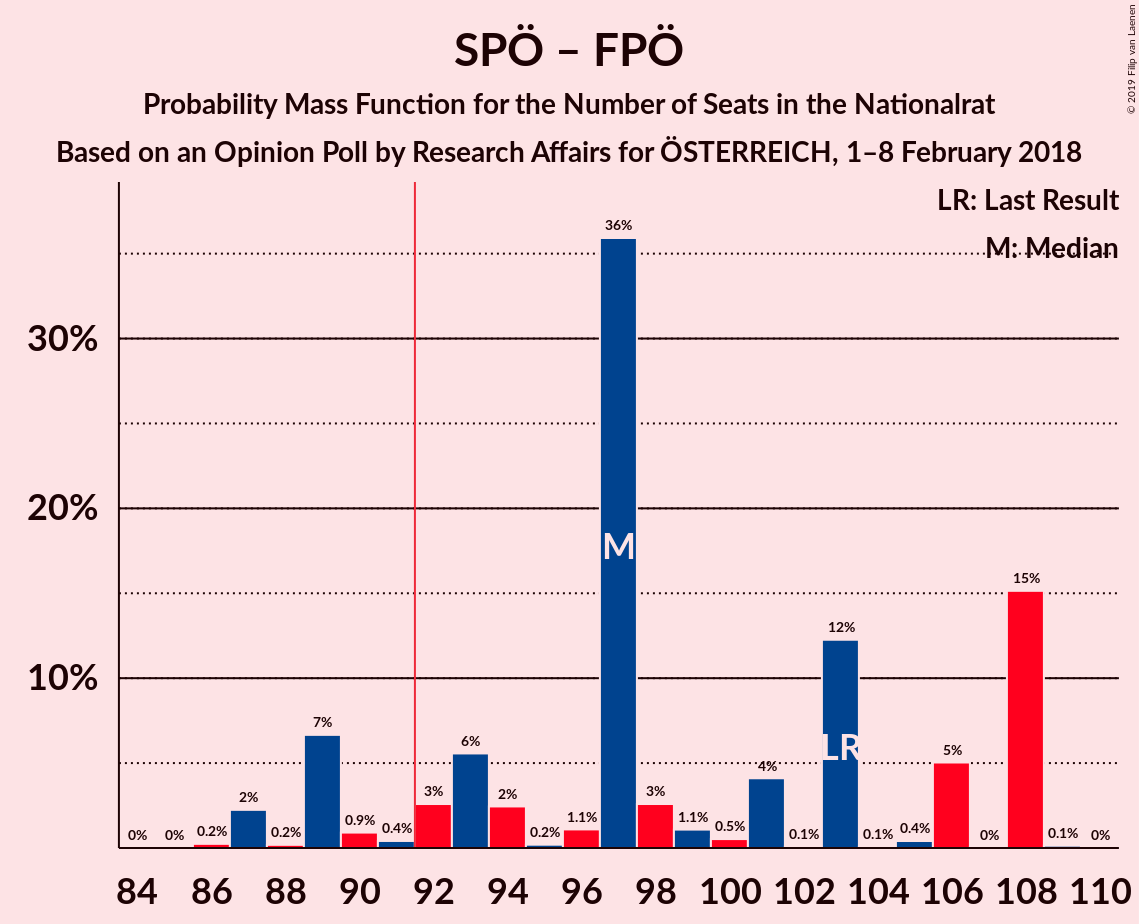 SPÖ – FPÖ
Probability Mass Function for the Number of Seats in the Nationalrat
Based on an Opinion Poll by Research Affairs for ÖSTERREICH, 1–8 February 2018
© 2019 Filip van Laenen
LR: Last Result
M: Median
30%
20%
10%
0% 0% 0.2% 2% 0.2% 7% 0.9% 0.4% 3% 6% 2% 0.2% 1.1% 36% 3% 1.1% 0.5% 4% 0.1% 12% 0.1% 0.4% 5% 0% 15% 0.1% 0%
M
LR
84 86 88 90 92 94 96 98 100 102 104 106 108 110